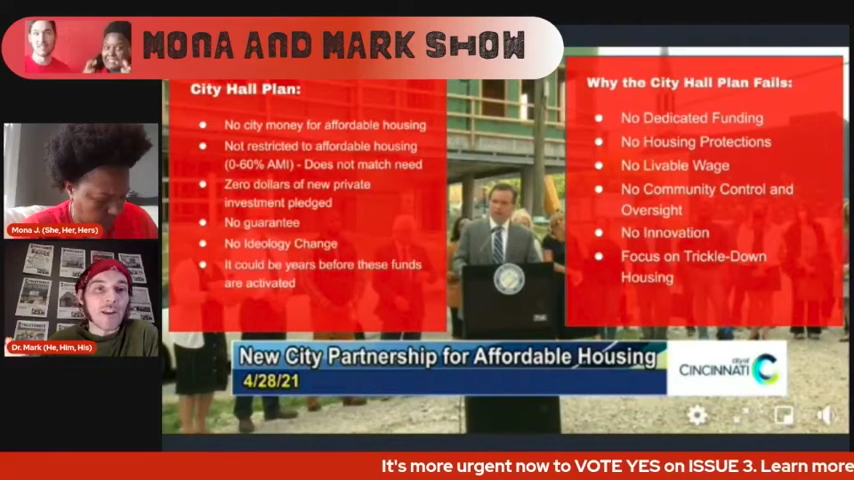 MONA AND MARK SHOW
City Hall Plan:
No city money for affordable housing
Not restricted to affordable housing
(0-60% AMI) - Does not match need
Zero dollars of new private
investment pledged
No guarantee
No Ideology Change
It could be years before these funds
are activated
Why the City Hall Plan Fails:
No Dedicated Funding
No Housing Protections
No Livable Wage
No Community Control and
Oversight
No Innovation
Focus on Trickle-Down
Housing
Mona J. (She, Her, Hers)
Dr. Mark (He, Him, His)
New City Partnership for Affordable Housing
4/28/21
city of
CINCINNATI
It's more urgent now to VOTE YES on ISSUE 3. Learn more